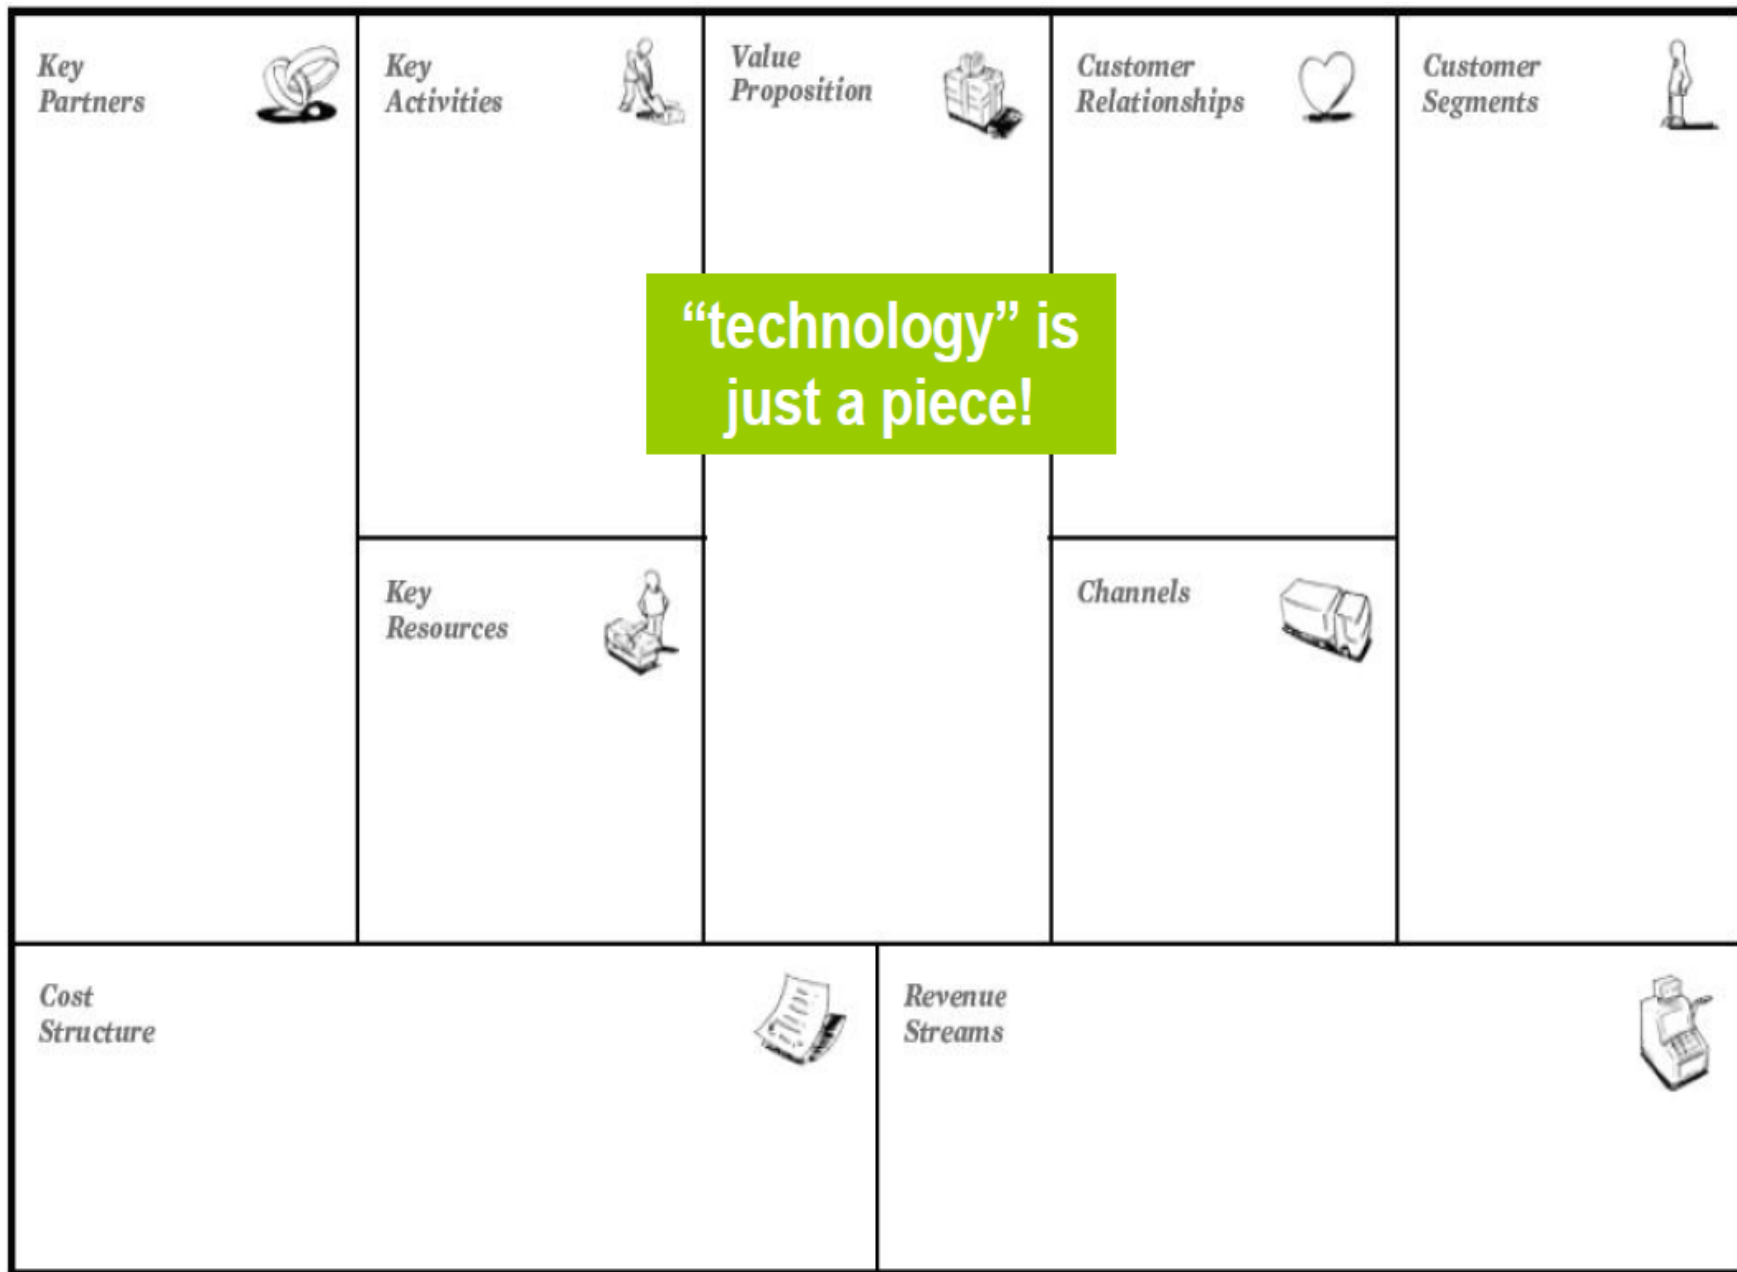 Key
Partners
Key
Activities
Value
Proposition
Customer
Relationships
Customer
Segments
“technology” is
just a piece!
Key
Resources
Channels
Cost
Structure
Revenue
Streams